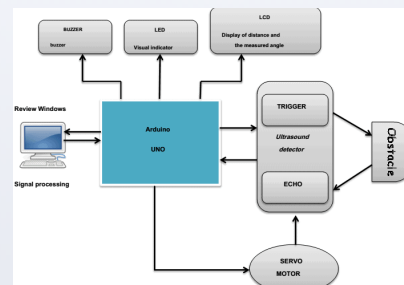 BUZZER
buzzer
LED
Visual indicator
LCD
Display of distance and
the measured angle
Review Windows
Signal processing
Arduino
UNO
TRIGGER
Ultrasound
detector
ECHO
Obstacle
SERVO
MOTOR